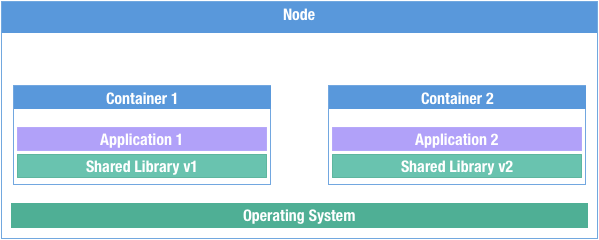 Node
Container 1
Container 2
Application 1
Application 2
Shared Library v1
Shared Library v2
Operating System